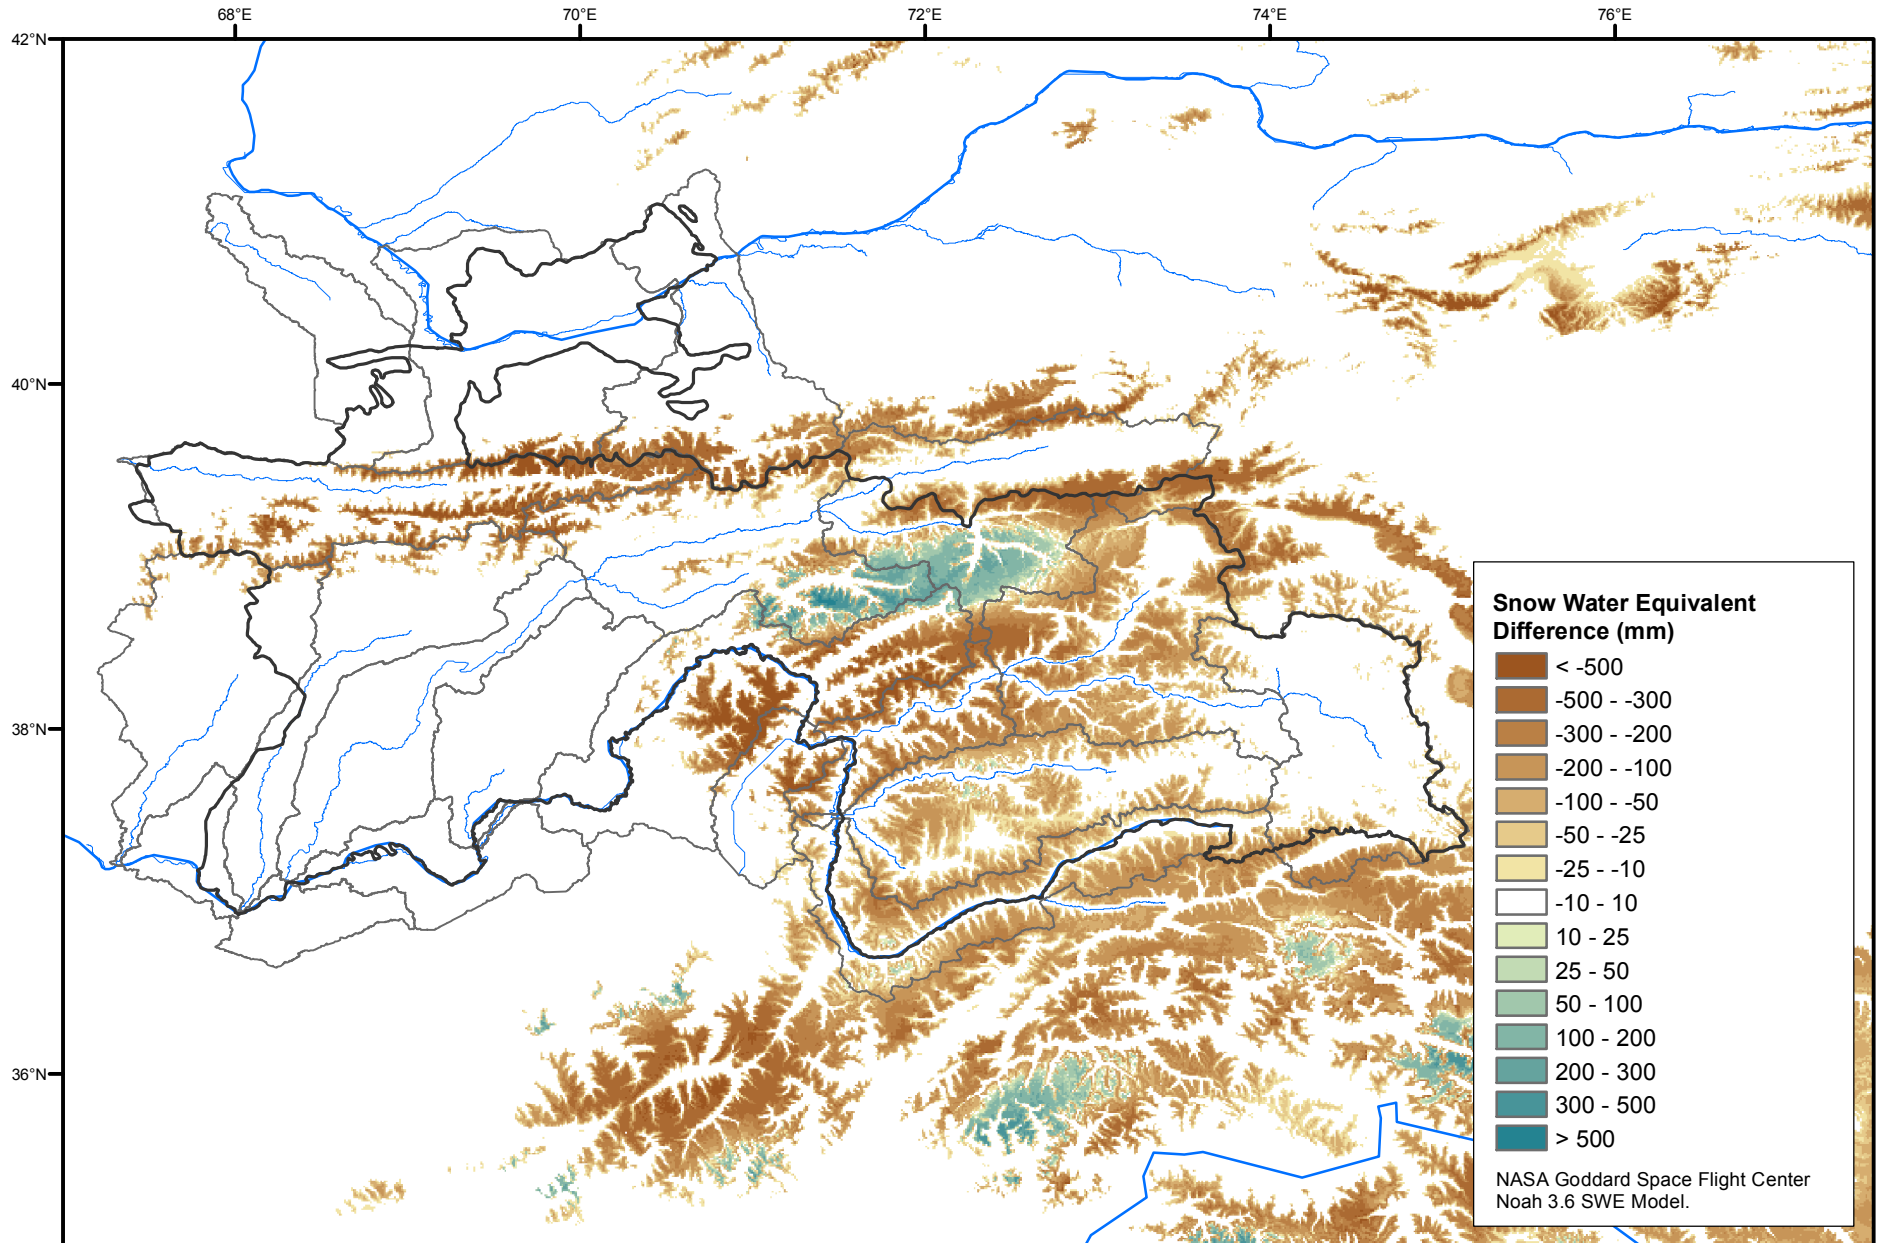 68°E 70°E 72°E 74°E 76°E
42°N
40°N
38°N
36°N
Snow Water Equivalent
Difference (mm)
< -500
-500 - -300
-300 - -200
-200 - -100
-100 - -50
-50 - -25
-25 - -10
-10 - 10
10 - 25
25 - 50
50 - 100
100 - 200
200 - 300
300 - 500
> 500
NASA Goddard Space Flight Center
Noah 3.6 SWE Model.